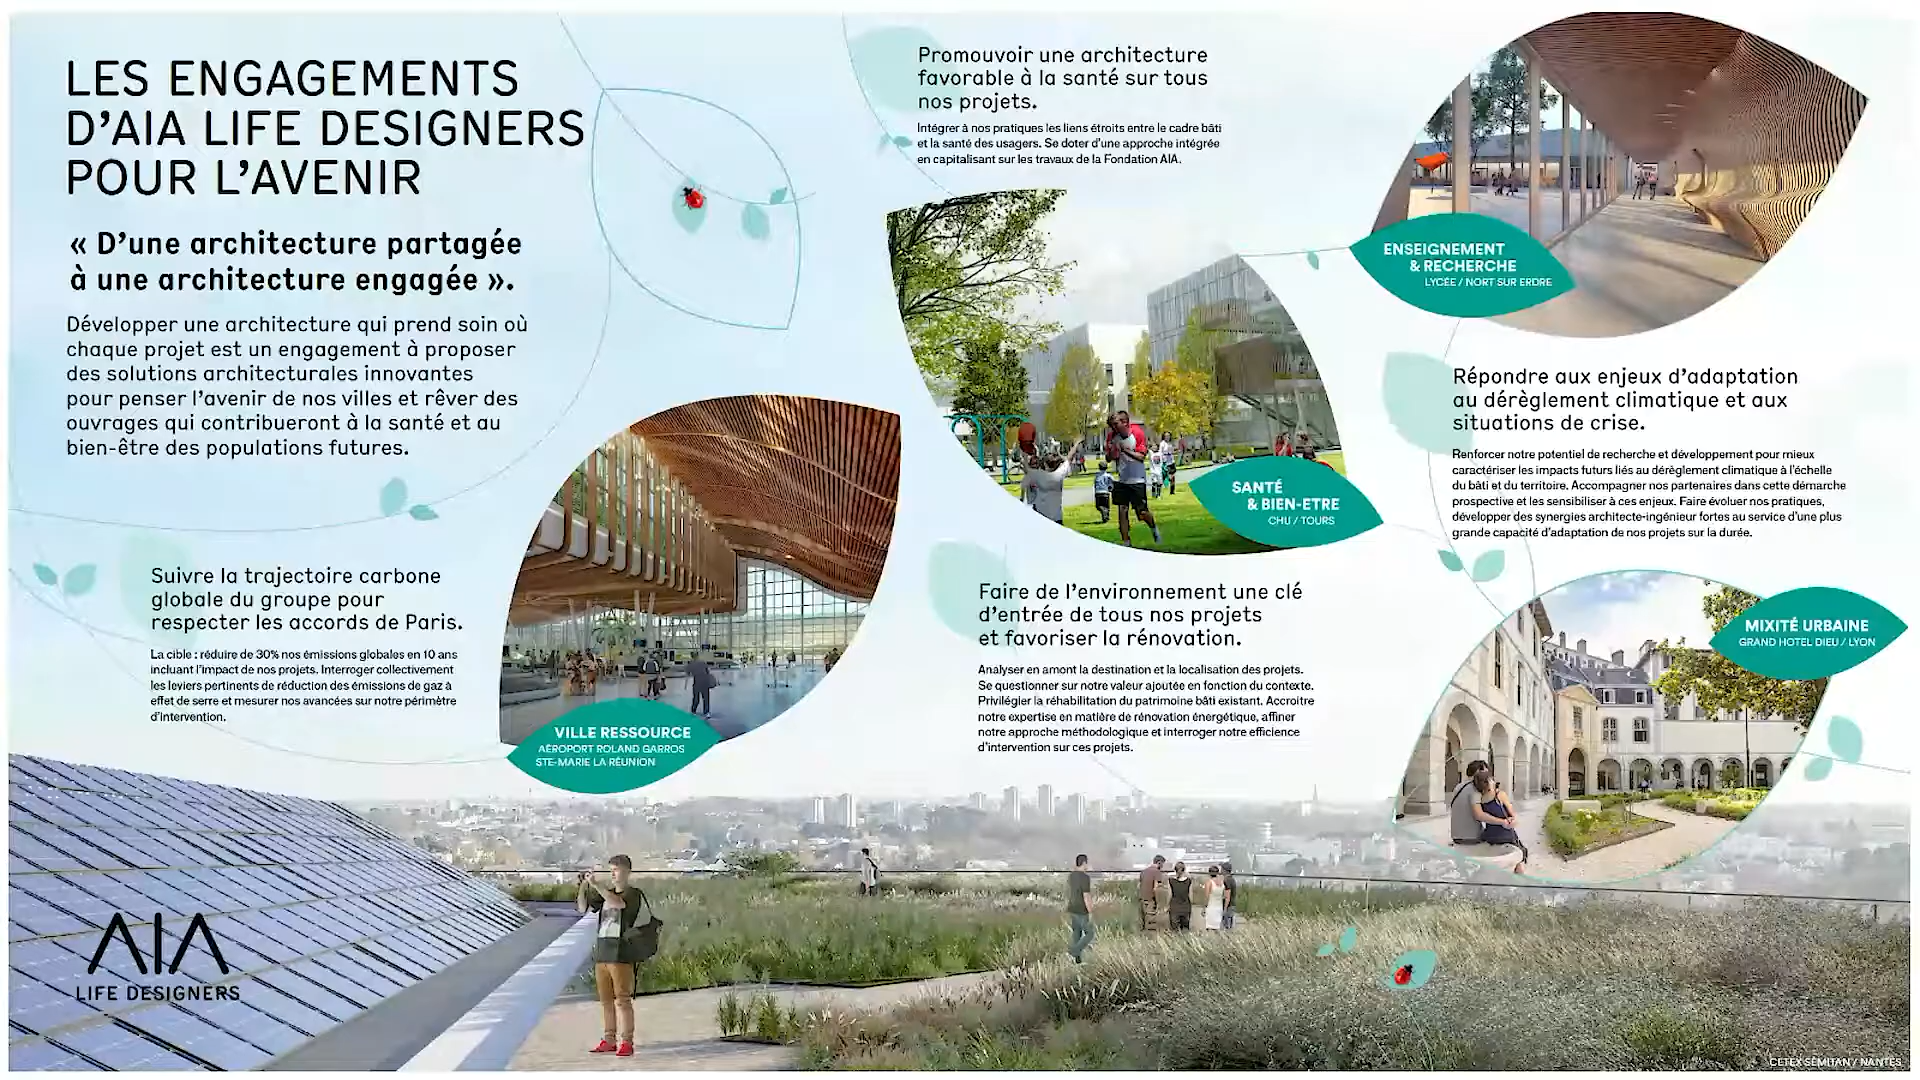 LES ENGAGEMENTS
D'AIA LIFE DESIGNERS
POUR L'AVENIR
« D'une architecture partagée
à une architecture engagée ».
Développer une architecture qui prend soin où
chaque projet est un engagement à proposer
des solutions architecturales innovantes
pour penser l'avenir de nos villes et rêver des
ouvrages qui contribueront à la santé et au
bien-être des populations futures.
Suivre la trajectoire carbone
globale du groupe pour
respecter les accords de Paris.
La cible : réduire de 30% nos émissions globales en 10 ans
incluant l'impact de nos projets. Interroger collectivement
les leviers pertinents de réduction des émissions de gaz à
effet de serre et mesurer nos avancées sur notre périmètre
d'intervention.
VILLE RESSOURCE
AÉROPORT ROLAND GARROS
STE-MARIE LA RÉUNION
Promouvoir une architecture
favorable à la santé sur tous
nos projets.
Intégrer à nos pratiques les liens étroits entre le cadre bâti
et la santé des usagers. Se doter d'une approche intégrée
en capitalisant sur les travaux de la Fondation AIA.
SANTÉ
& BIEN-ETRE
CHU / TOURS
Faire de l'environnement une clé
d'entrée de tous nos projets
et favoriser la rénovation.
Analyser en amont la destination et la localisation des projets.
Se questionner sur notre valeur ajoutée en fonction du contexte.
Privilégier la réhabilitation du patrimoine bâti existant. Accroitre
notre expertise en matière de rénovation énergétique, affiner
notre approche méthodologique et interroger notre efficience
d'intervention sur ces projets.
ENSEIGNEMENT
& RECHERCHE
LYCÉE / NORT SUR ERDRE
Répondre aux enjeux d'adaptation
au dérèglement climatique et aux
situations de crise.
Renforcer notre potentiel de recherche et développement pour mieux
caractériser les impacts futurs liés au dérèglement climatique à l'échelle
du bâti et du territoire. Accompagner nos partenaires dans cette démarche
prospective et les sensibiliser à ces enjeux. Faire évoluer nos pratiques,
développer des synergies architecte-ingénieur fortes au service d'une plus
grande capacité d'adaptation de nos projets sur la durée.
MIXITÉ URBAINE
GRAND HOTEL DIEU / LYON
AIA
LIFE DESIGNERS
CETEX SEMITAN / NANTES